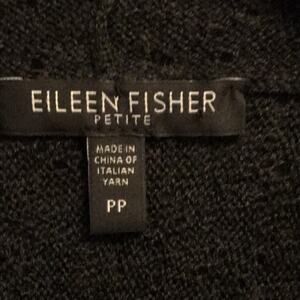 EILEEN FISHER
PETITE
MADE IN
CHINA OF
ITALIAN
YARN
PP